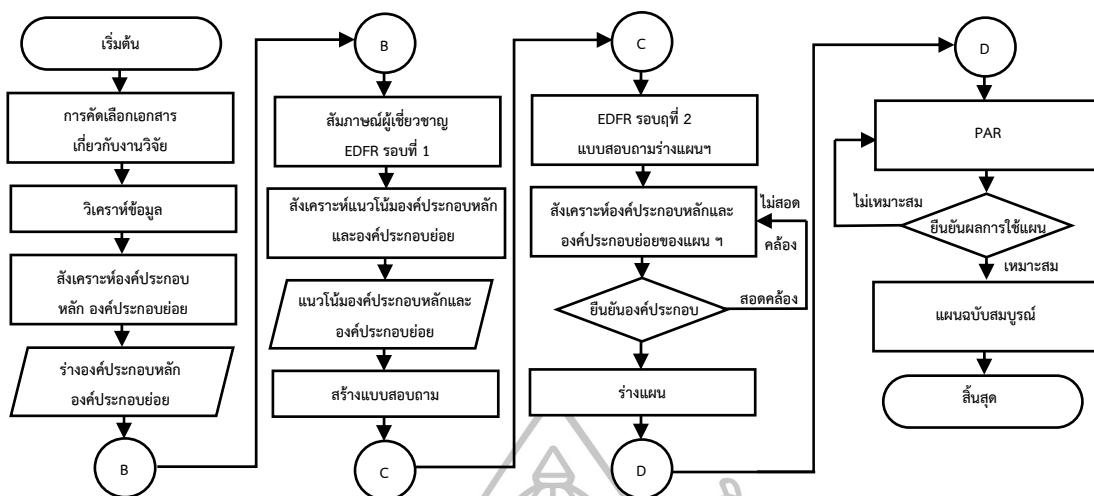 เริ่มต้น
การคัดเลือกเอกสาร
เกี่ยวกับงานวิจัย
วิเคราห์ข้อมูล
สังเคราะห์องค์ประกอบ
หลัก องค์ประกอบย่อย
ร่างองค์ประกอบหลัก
องค์ประกอบย่อย
B
B
สัมภาษณ์ผู้เชี่ยวชาญ
EDFR รอบที่ 1
สังเคราะห์แนวโน้มองค์ประกอบหลัก
และองค์ประกอบย่อย
แนวโน้มองค์ประกอบหลักและ
องค์ประกอบย่อย
สร้างแบบสอบถาม
C
C
EDFR รอบฤที่ 2
แบบสอบถามร่างแผนฯ
สังเคราะห์องค์ประกอบหลักและ
องค์ประกอบย่อยของแผน ฯ
ไม่สอด
คล้อง
ยืนยันองค์ประกอบ
สอดคล้อง
ร่างแผน
D
D
PAR
ไม่เหมาะสม
ยืนยันผลการใช้แผน
เหมาะสม
แผนฉบับสมบูรณ์
สิ้นสุด